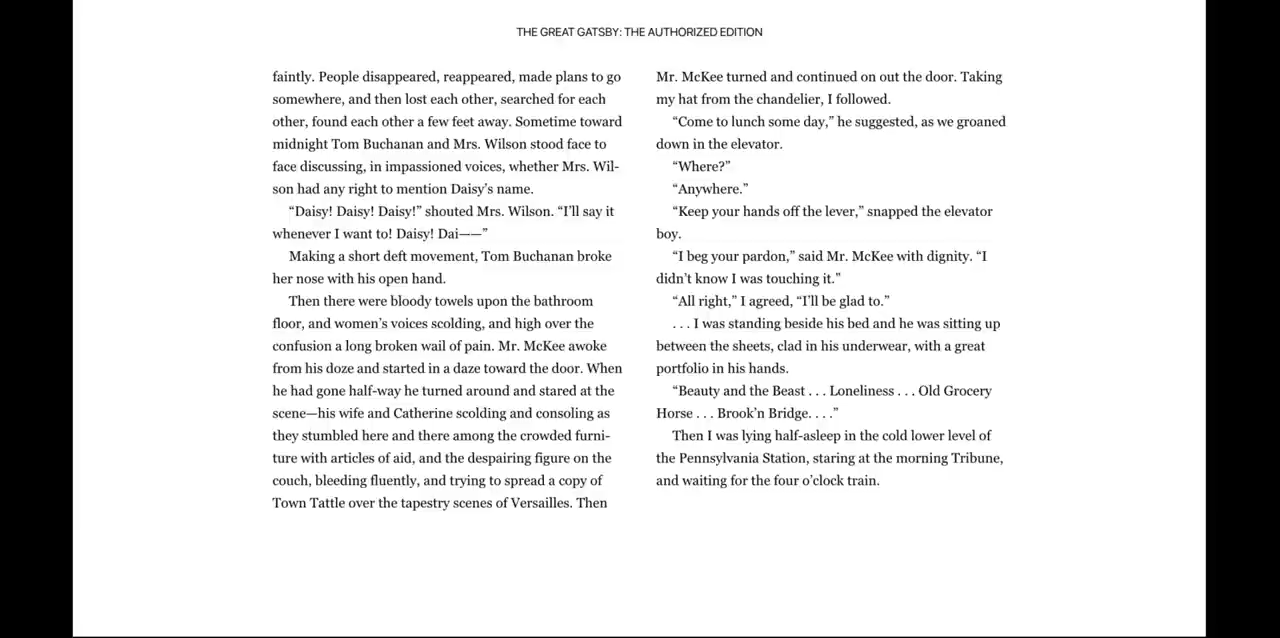 THE GREAT GATSBY: THE AUTHORIZED EDITION
faintly. People disappeared, reappeared, made plans to go
somewhere, and then lost each other, searched for each
other, found each other a few feet away. Sometime toward
midnight Tom Buchanan and Mrs. Wilson stood face to
face discussing, in impassioned voices, whether Mrs. Wil-
son had any right to mention Daisy’s name.
“Daisy! Daisy! Daisy!” shouted Mrs. Wilson. “I’ll say it
whenever I want to! Daisy! Dai——”
Making a short deft movement, Tom Buchanan broke
her nose with his open hand.
Then there were bloody towels upon the bathroom
floor, and women’s voices scolding, and high over the
confusion a long broken wail of pain. Mr. McKee awoke
from his doze and started in a daze toward the door. When
he had gone half-way he turned around and stared at the
scene—his wife and Catherine scolding and consoling as
they stumbled here and there among the crowded furni-
ture with articles of aid, and the despairing figure on the
couch, bleeding fluently, and trying to spread a copy of
Town Tattle over the tapestry scenes of Versailles. Then
Mr. McKee turned and continued on out the door. Taking
my hat from the chandelier, I followed.
“Come to lunch some day,” he suggested, as we groaned
down in the elevator.
“Where?”
“Anywhere.”
“Keep your hands off the lever,” snapped the elevator
boy.
“I beg your pardon,” said Mr. McKee with dignity. “I
didn’t know I was touching it.”
“All right,” I agreed, “I’ll be glad to.”
. . . I was standing beside his bed and he was sitting up
between the sheets, clad in his underwear, with a great
portfolio in his hands.
“Beauty and the Beast . . . Loneliness . . . Old Grocery
Horse . . . Brook’n Bridge. . . .”
Then I was lying half-asleep in the cold lower level of
the Pennsylvania Station, staring at the morning Tribune,
and waiting for the four o’clock train.